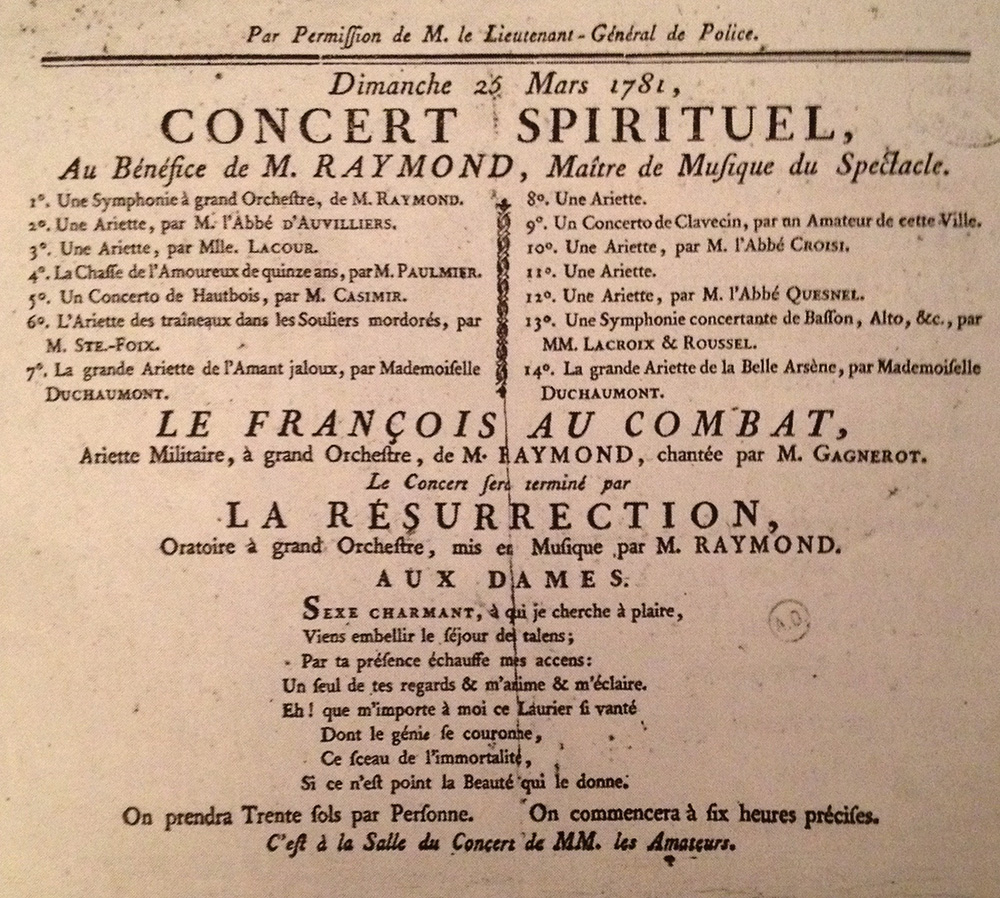 Par Permiſſion de M. le Lieutenant-Général de Police.
Dimanche 25 Mars 1781,
CONCERT SPIRITUEL,
Au Bénéfice de M. RAYMOND, Maître de Muſique du Spectacle.
1°. Une Symphonie à grand Orcheſtre, de M. RAYMOND.
2°. Une Ariette, par M. l'Abbé D'AUVILLIERS.
3°. Une Ariette, par Mlle. LACOUR.
4°. La Chaſſe de l'Amoureux de quinze ans, par M. PAULMIER.
5°. Un Concerto de Hautbois, par M. CASIMIR.
6°. L'Ariette des traîneaux dans les Souliers mordorés, par
M. STE.-FOIX.
7°. La grande Ariette de l'Amant jaloux, par Mademoiſelle
DUCHAUMONT.
8°. Une Ariette.
9°. Un Concerto de Clavecin, par un Amateur de cette Ville.
10°. Une Ariette, par M. l'Abbé CROISI.
11°. Une Ariette.
12°. Une Ariette, par M. l'Abbé QUESNEL.
13°. Une Symphonie concertante de Baſſon, Alto, &c., par
MM. LACROIX & ROUSSEL.
14°. La grande Ariette de la Belle Arsène, par Mademoiſelle
DUCHAUMONT.
LE FRANÇOIS AU COMBAT,
Ariette Militaire, à grand Orcheſtre, de M. RAYMOND, chantée par M. GAGNEROT.
Le Concert ſera terminé par
LA RÉSURRECTION,
Oratoire à grand Orcheſtre, mis en Muſique par M. RAYMOND.
AUX DAMES.
SEXE CHARMANT, à qui je cherche à plaire,
Viens embellir le ſéjour des talens;
Par ta préſence échauffe mes accens:
Un ſeul de tes regards & m'anime & m'éclaire.
Eh! que m'importe à moi ce Laurier ſi vanté
Dont le génie ſe couronne,
Ce ſceau de l'immortalité,
Si ce n'eſt point la Beauté qui le donne.
A.D.
On prendra Trente ſols par Perſonne. On commencera à ſix heures préciſes.
C'eſt à la Salle du Concert de MM. les Amateurs.